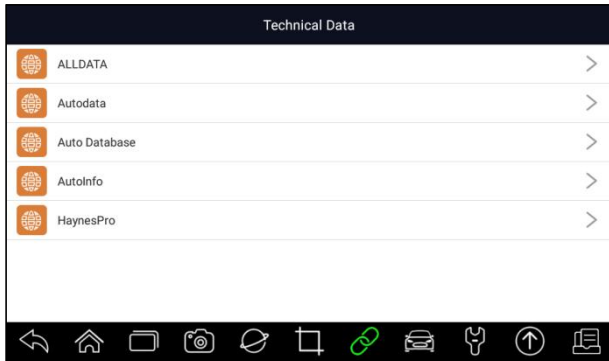 Technical Data
ALLDATA
Autodata
Auto Database
AutoInfo
HaynesPro